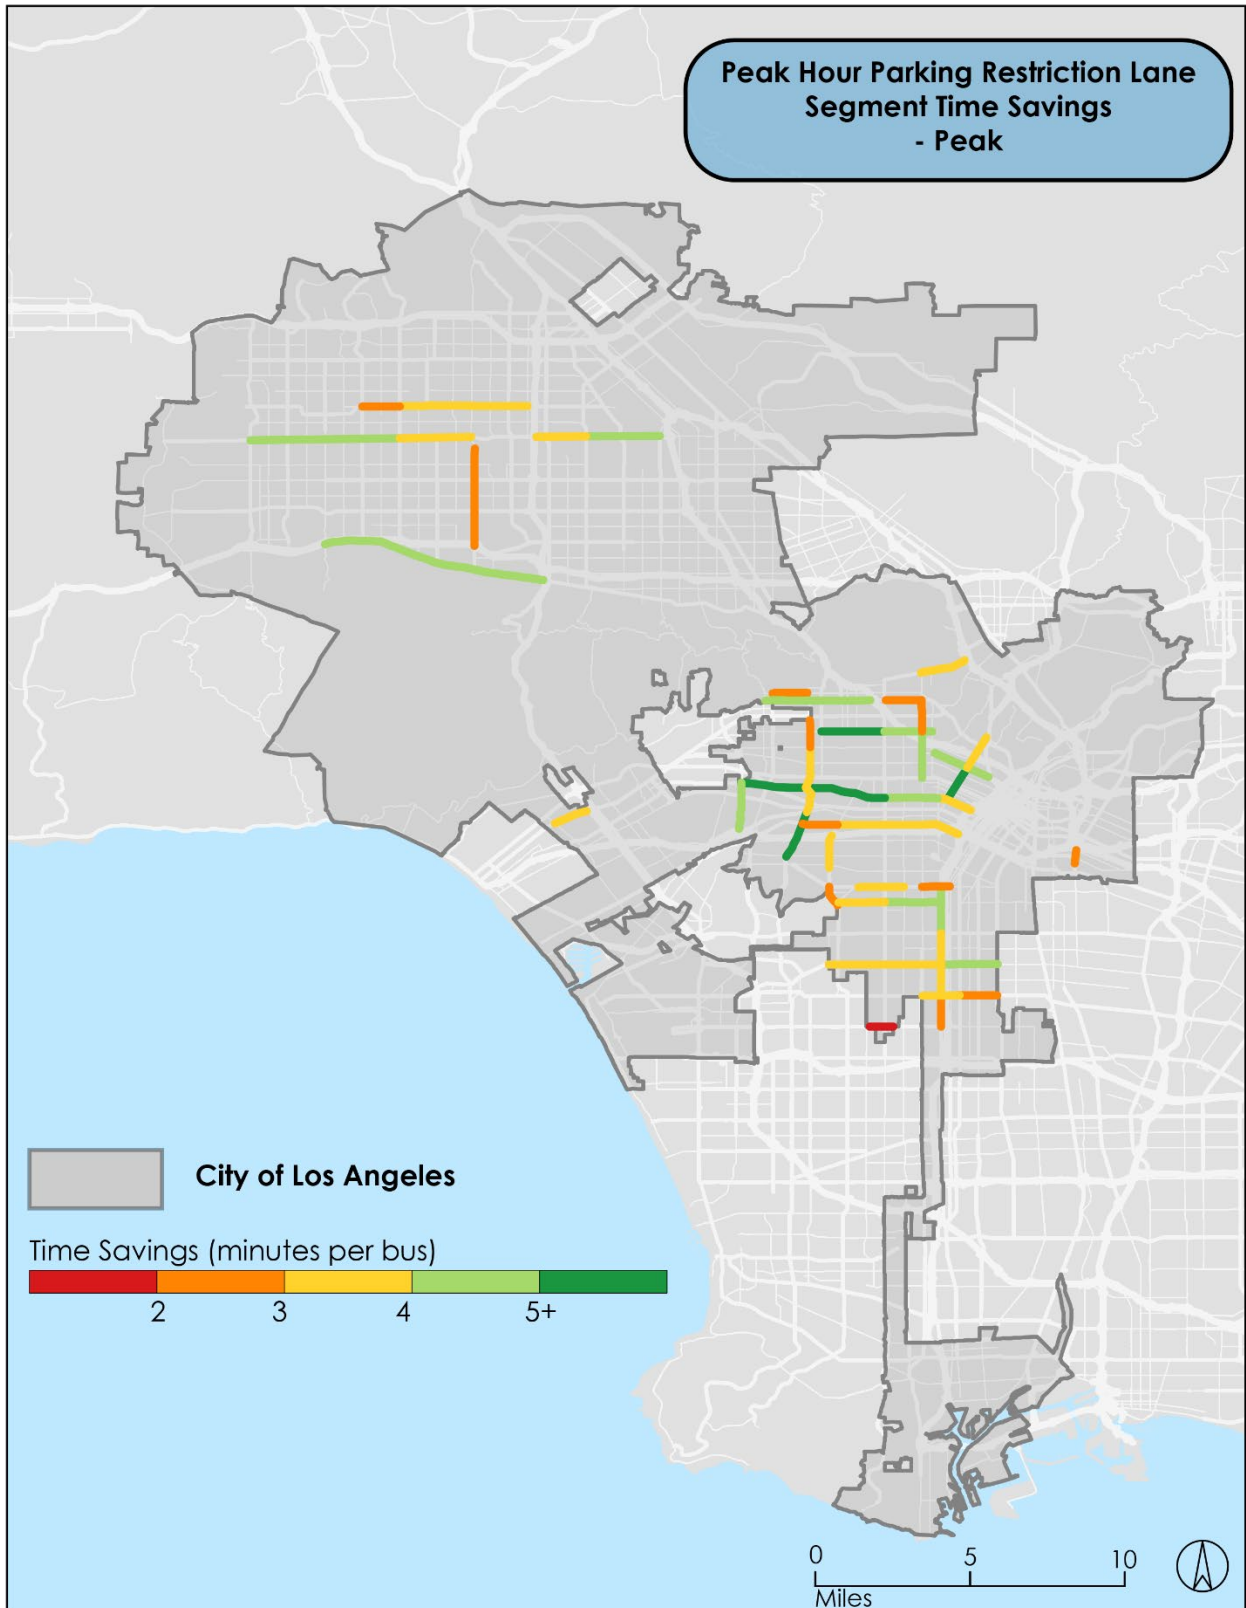 Peak Hour Parking Restriction Lane
Segment Time Savings
- Peak
City of Los Angeles
Time Savings (minutes per bus)
2 3 4 5+
0 5 10
Miles